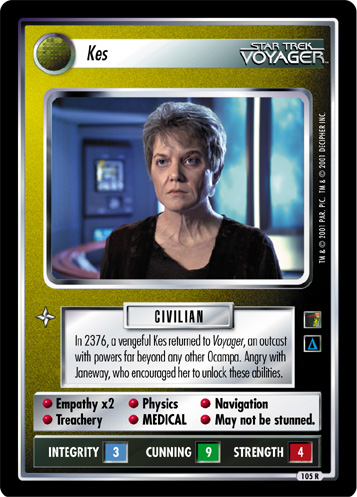 Kes
STAR TREK
VOYAGER™
TM & © 2001 PAR. PIC. TM & © 2001 DECIPHER INC.
CIVILIAN
In 2376, a vengeful Kes returned to Voyager, an outcast
with powers far beyond any other Ocampa. Angry with
Janeway, who encouraged her to unlock these abilities.
Empathy x2 Physics Navigation
Treachery MEDICAL May not be stunned.
INTEGRITY 3 CUNNING 9 STRENGTH 4
105 R